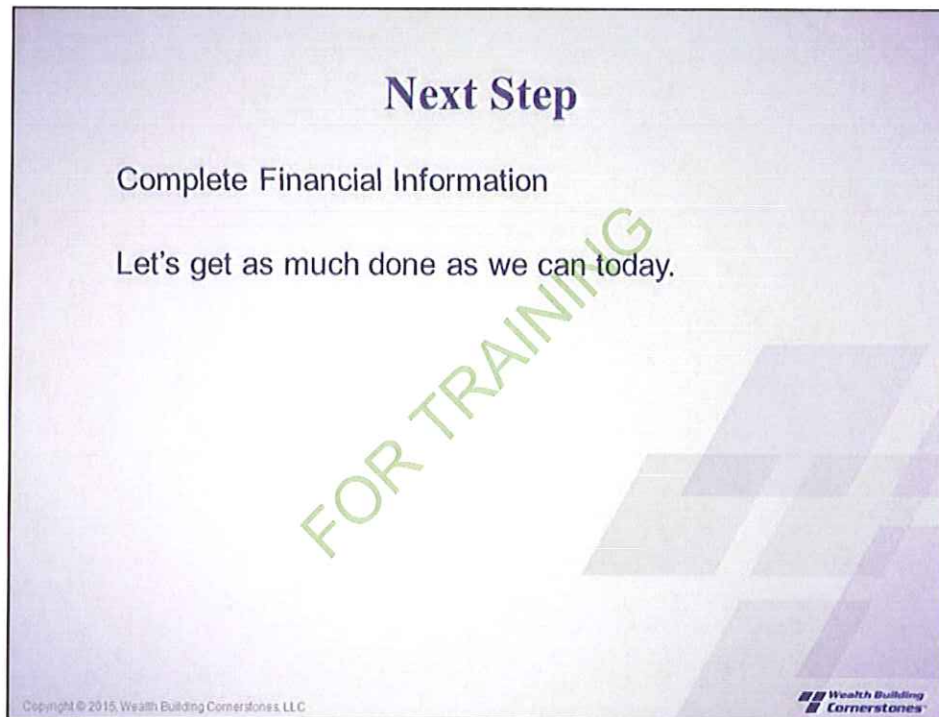 Next Step
Complete Financial Information
Let's get as much done as we can today.
FOR TRAINING
Copyright © 2015, Wealth Building Cornerstones, LLC
Wealth Building
Cornerstones